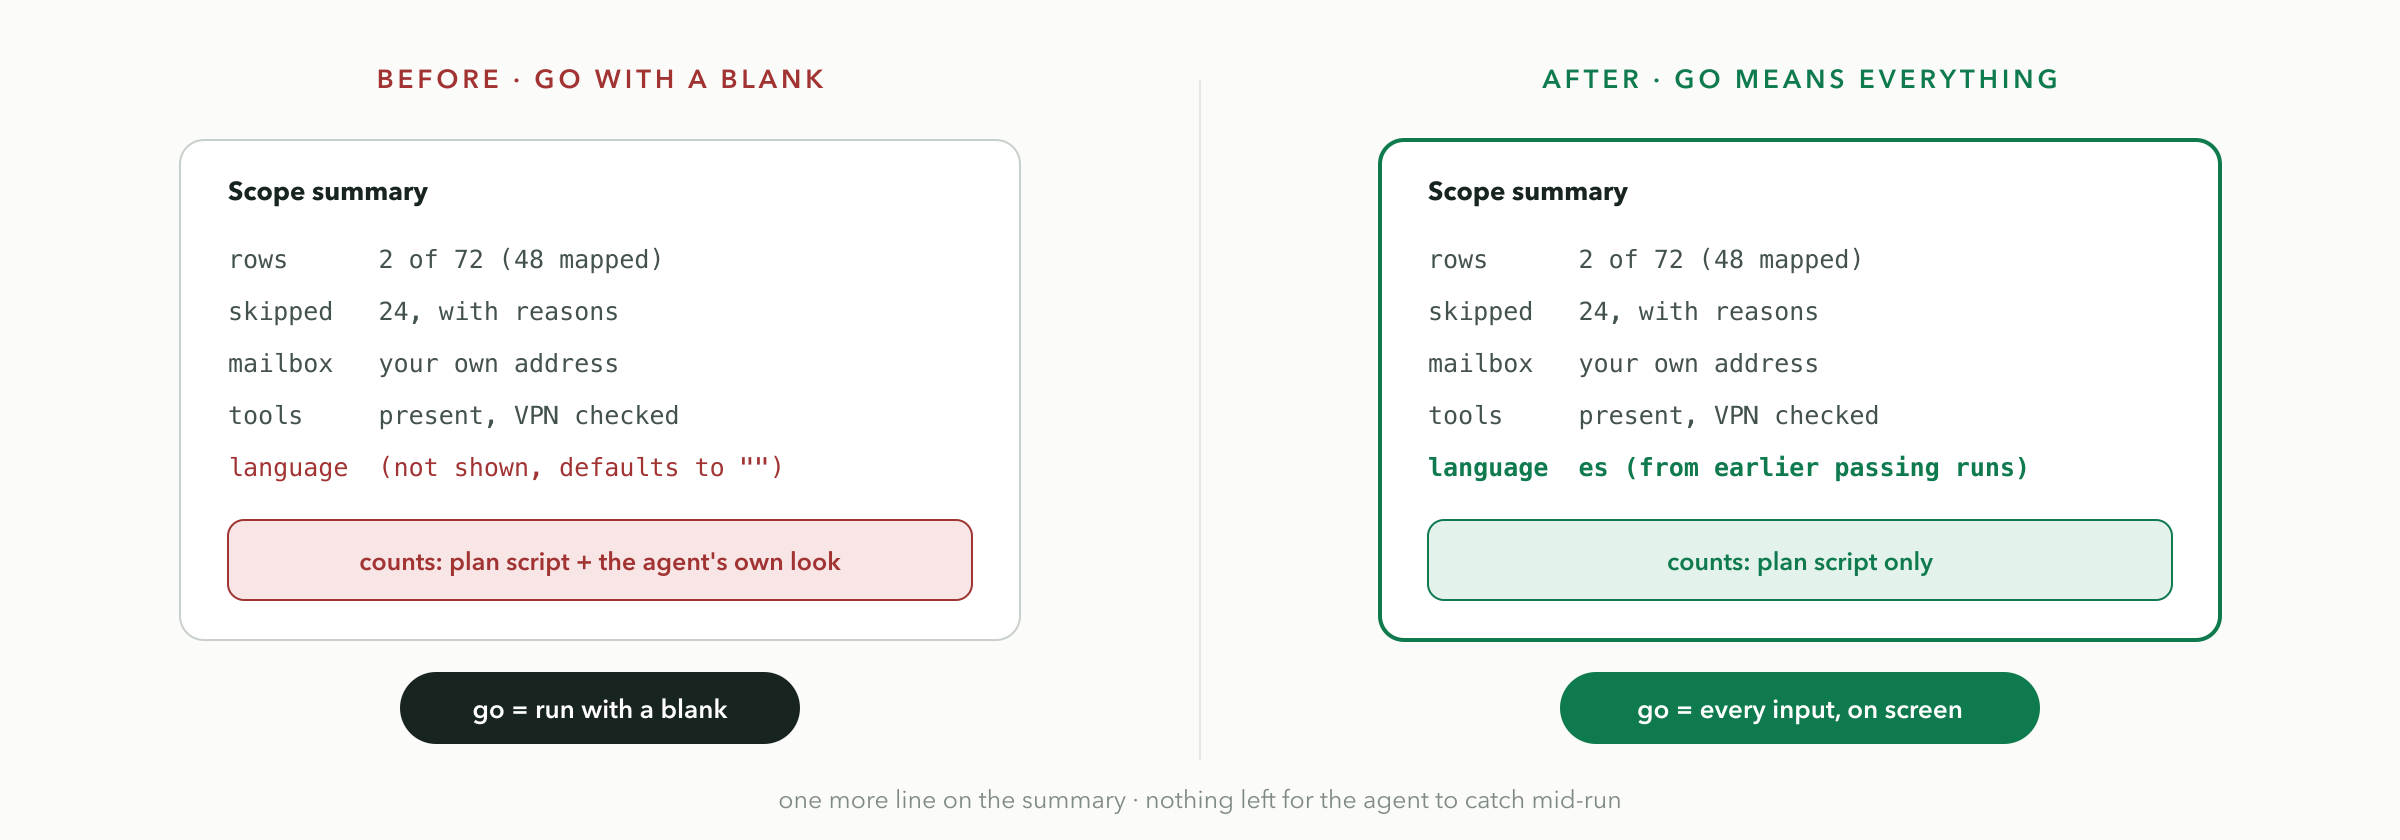 BEFORE · GO WITH A BLANK
Scope summary
rows 2 of 72 (48 mapped)
skipped 24, with reasons
mailbox your own address
tools present, VPN checked
language (not shown, defaults to "")
counts: plan script + the agent's own look
go = run with a blank
AFTER · GO MEANS EVERYTHING
Scope summary
rows 2 of 72 (48 mapped)
skipped 24, with reasons
mailbox your own address
tools present, VPN checked
language es (from earlier passing runs)
counts: plan script only
go = every input, on screen
one more line on the summary · nothing left for the agent to catch mid-run